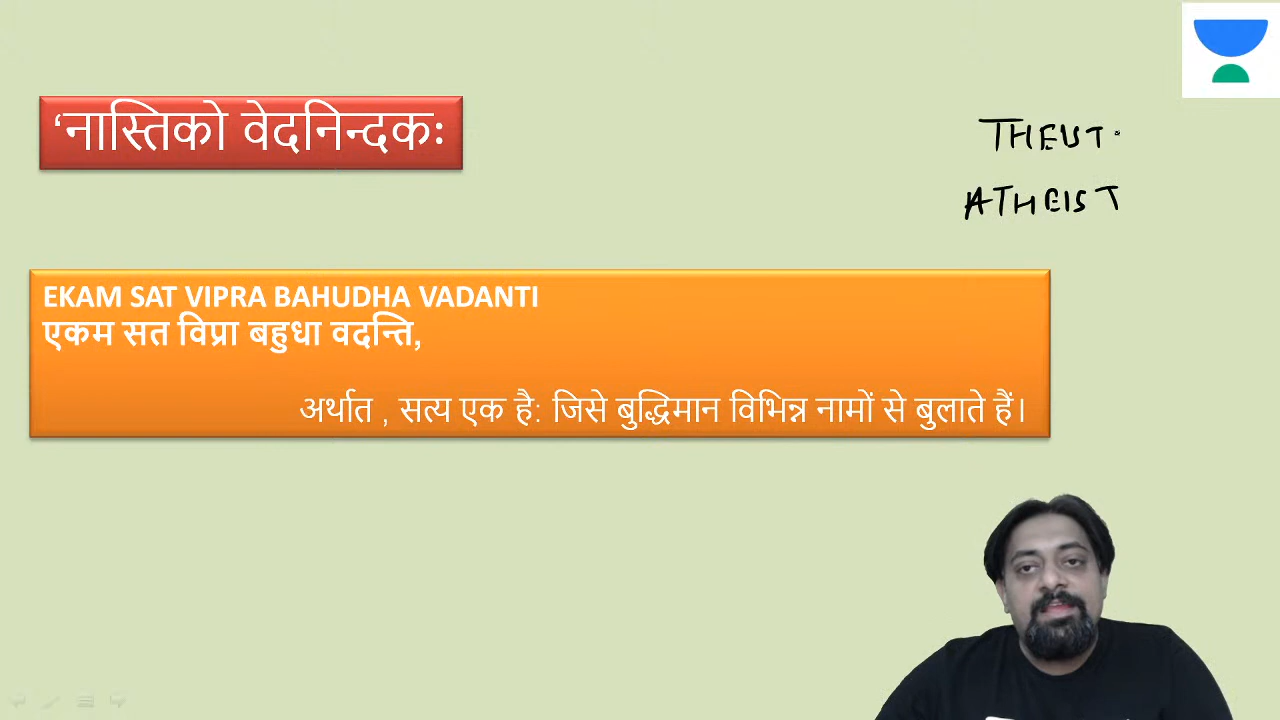 ‘नास्तिको वेदनिन्दकः
THEIST
ATHEIST
EKAM SAT VIPRA BAHUDHA VADANTI
एकम सत विप्रा बहुधा वदन्ति,
अर्थात , सत्य एक है: जिसे बुद्धिमान विभिन्न नामों से बुलाते हैं।